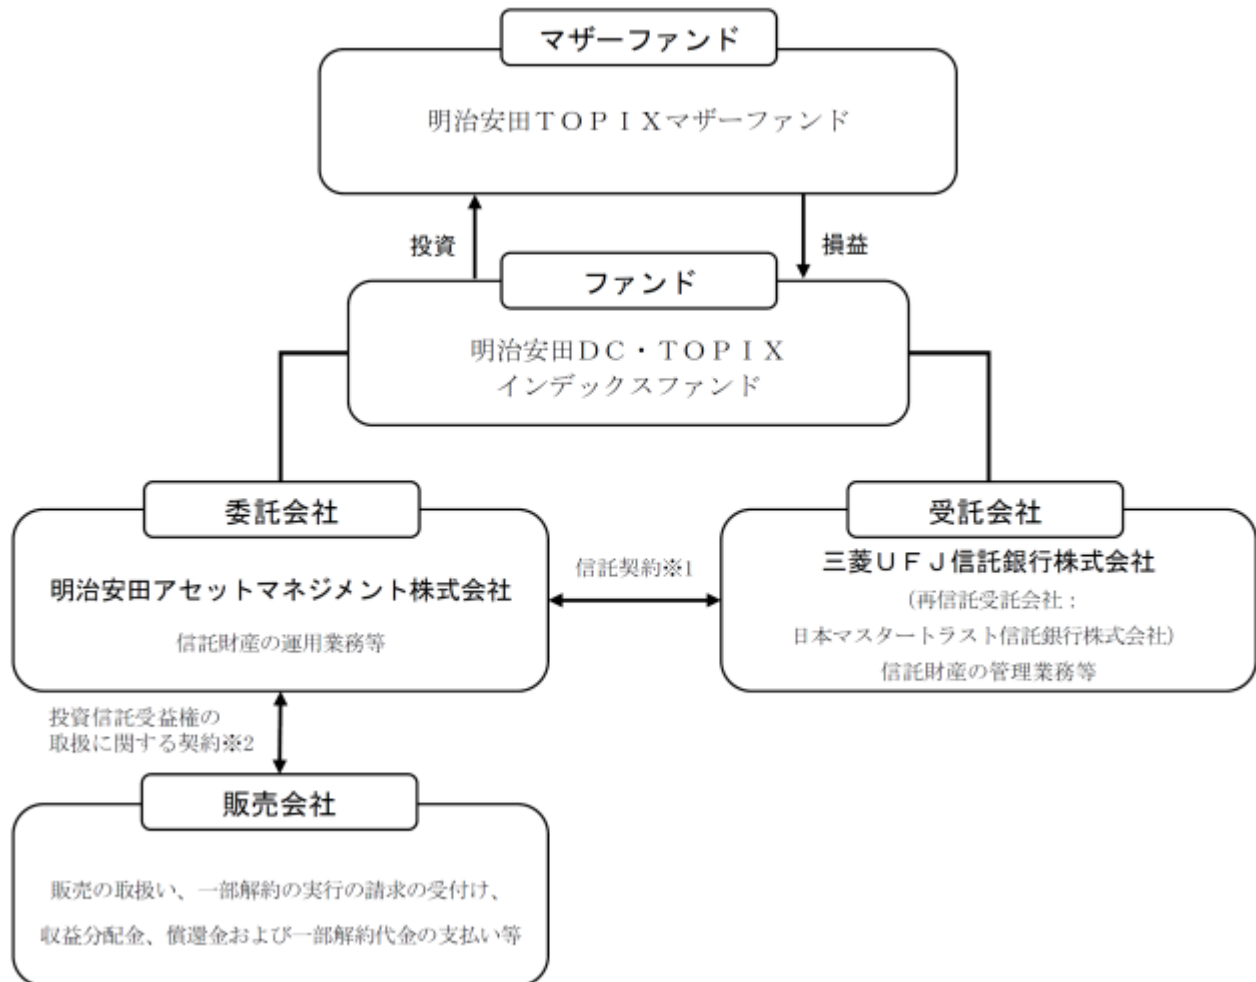 マザーファンド
明治安田TOPIXマザーファンド
投資
損益
ファンド
明治安田DC・TOPIX
インデックスファンド
委託会社
明治安田アセットマネジメント株式会社
信託財産の運用業務等
信託契約※1
受託会社
三菱UFJ信託銀行株式会社
(再信託受託会社:
日本マスタートラスト信託銀行株式会社)
信託財産の管理業務等
投資信託受益権の
取扱に関する契約※2
販売会社
販売の取扱い、一部解約の実行の請求の受付け、
収益分配金、償還金および一部解約代金の支払い等